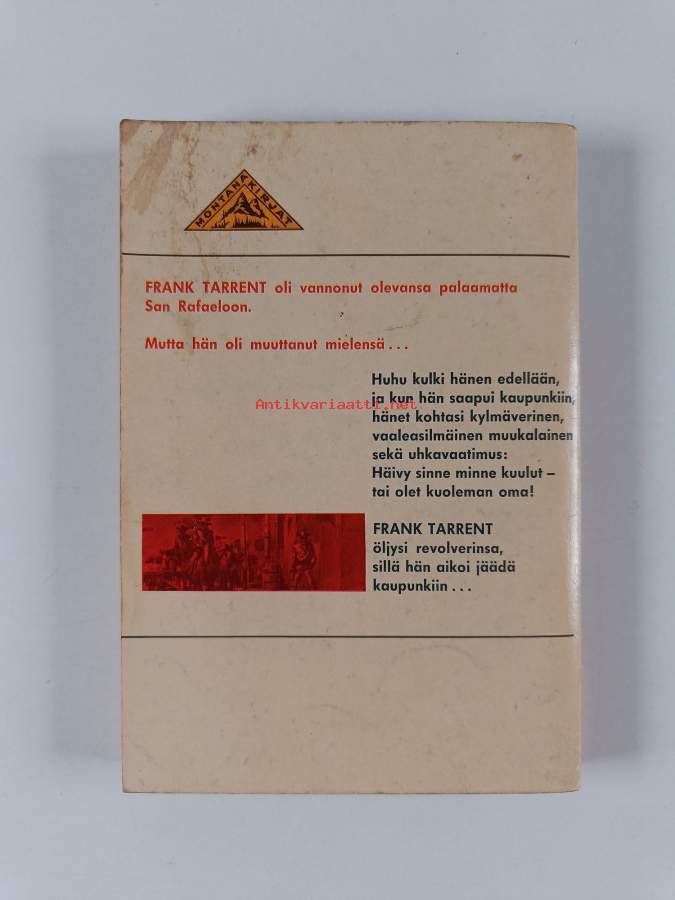 MONTANA KIRJAT
FRANK TARRENT oli vannonut olevansa palaamatta
San Rafaeloon.
Mutta hän oli muuttanut mielensä...
Huhu kulki hänen edellään,
ja kun hän saapui kaupunkiin,
Antikvariaatti.net
hänet kohtasi kylmäverinen,
vaaleasilmäinen muukalainen
sekä uhkavaatimus:
Häivy sinne minne kuulut –
tai olet kuoleman oma!
FRANK TARRENT
öljysi revolverinsa,
sillä hän aikoi jäädä
kaupunkiin...